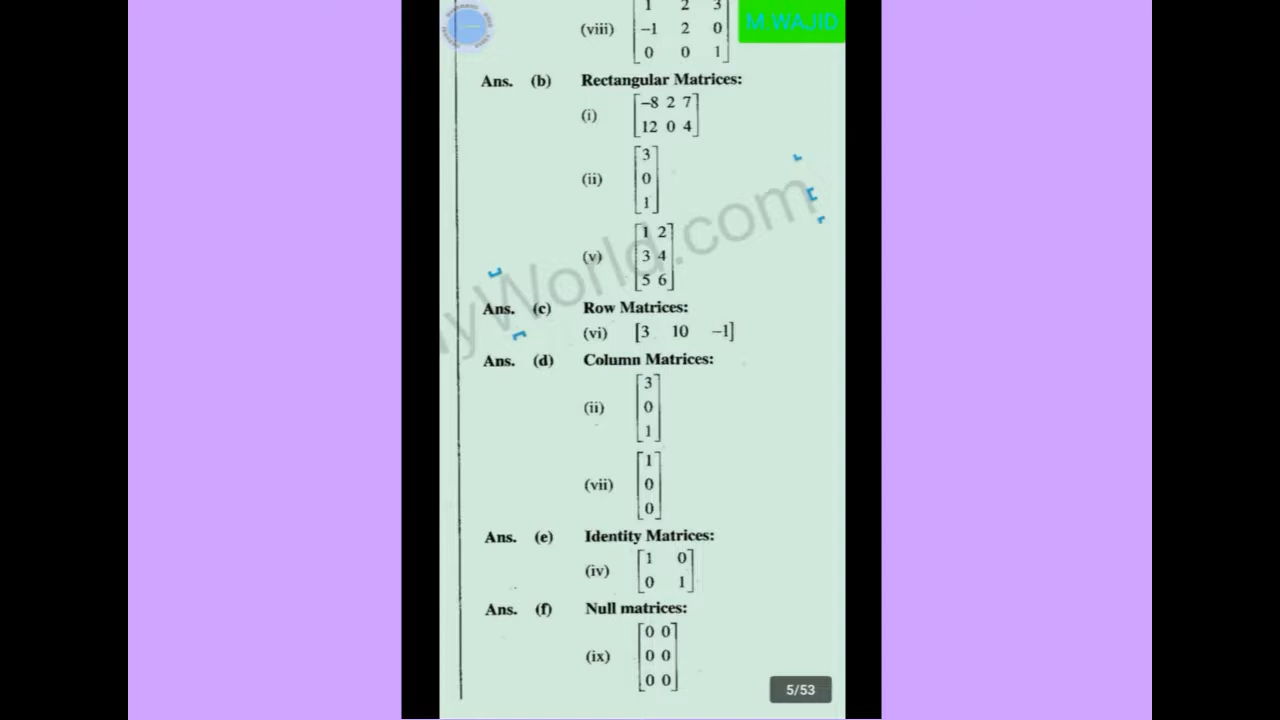 1 2 3
(viii) -1 2 0
0 0 1
M.WAJID
Ans. (b) Rectangular Matrices:
(i) [-8 2 7]
[12 0 4]
(ii) [3]
[0]
[1]
(v) [1 2]
[3 4]
[5 6]
Ans. (c) Row Matrices:
(vi) [3 10 -1]
Ans. (d) Column Matrices:
(ii) [3]
[0]
[1]
(vii) [1]
[0]
[0]
Ans. (e) Identity Matrices:
(iv) [1 0]
[0 1]
Ans. (f) Null matrices:
(ix) [0 0]
[0 0]
[0 0]
World.com
5/53